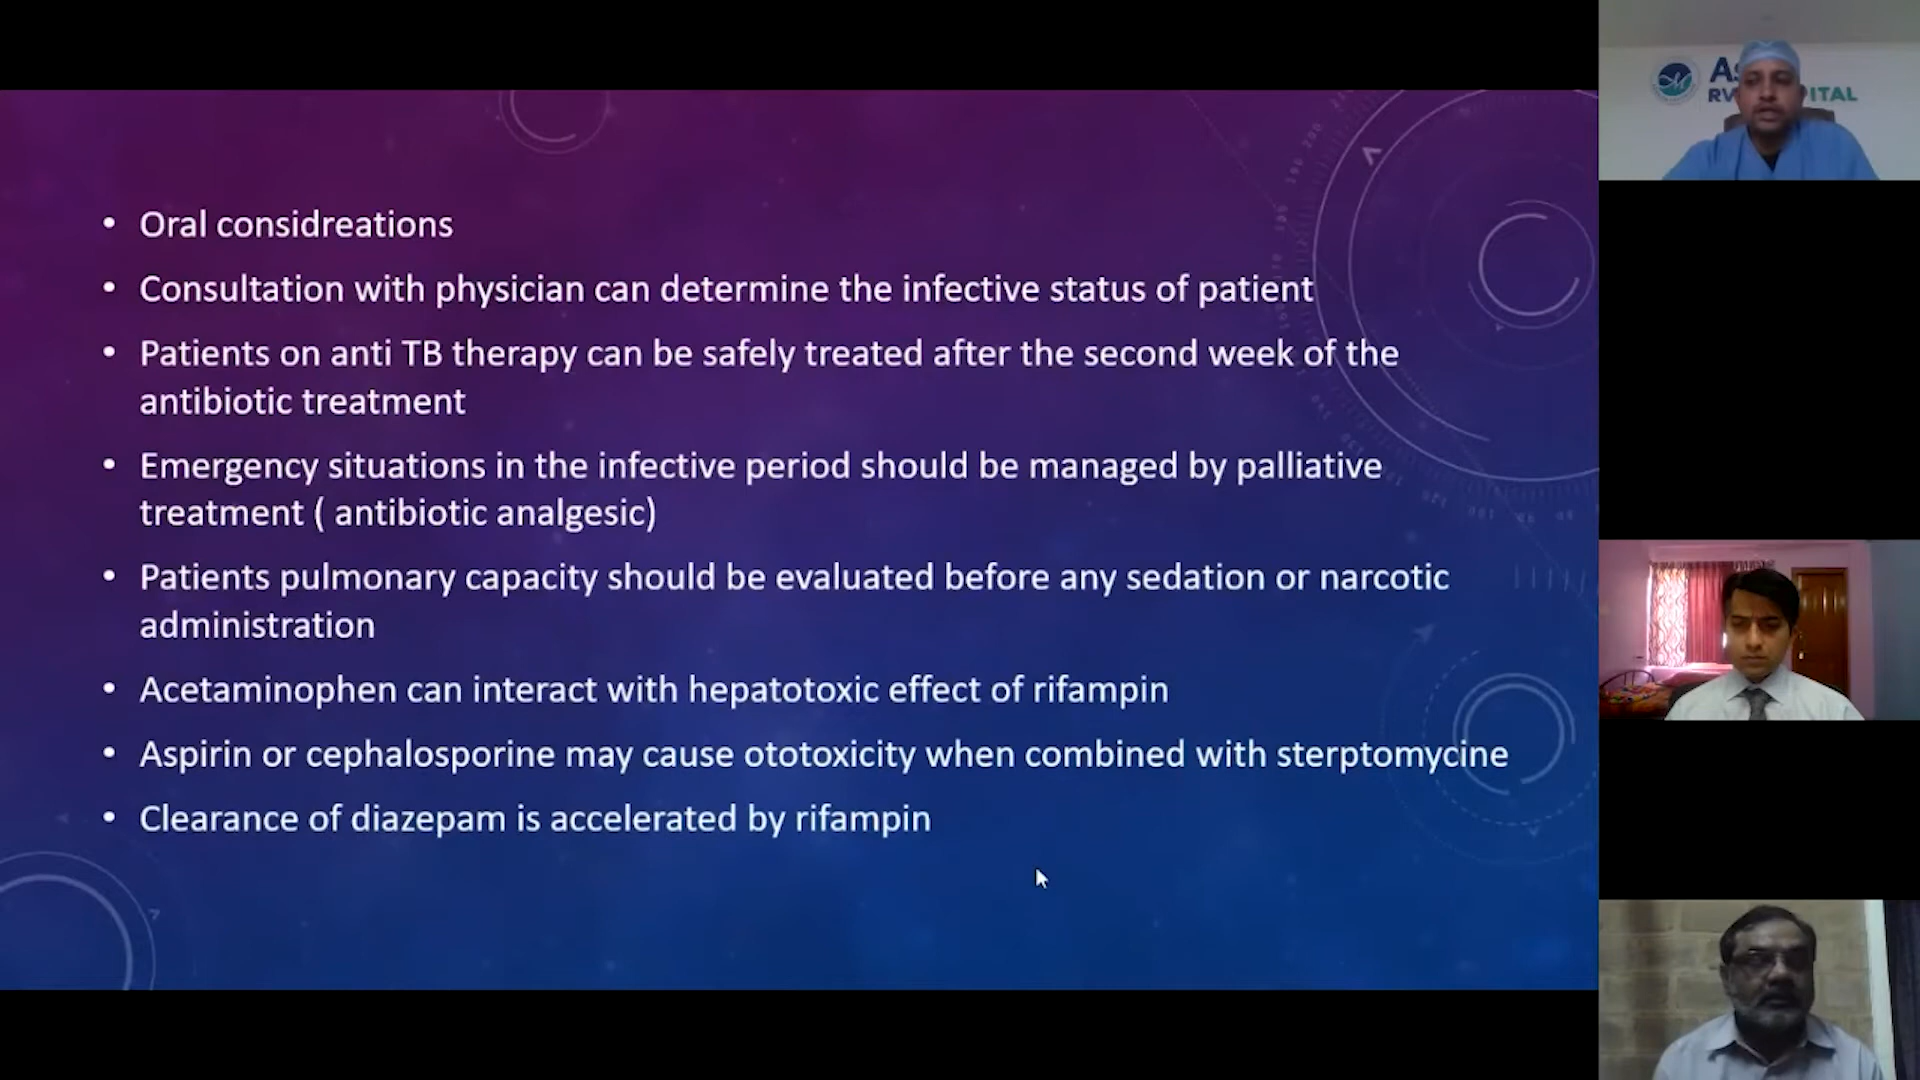 • Oral considreations
• Consultation with physician can determine the infective status of patient
• Patients on anti TB therapy can be safely treated after the second week of the
antibiotic treatment
• Emergency situations in the infective period should be managed by palliative
treatment ( antibiotic analgesic)
• Patients pulmonary capacity should be evaluated before any sedation or narcotic
administration
• Acetaminophen can interact with hepatotoxic effect of rifampin
• Aspirin or cephalosporine may cause ototoxicity when combined with sterptomycine
• Clearance of diazepam is accelerated by rifampin